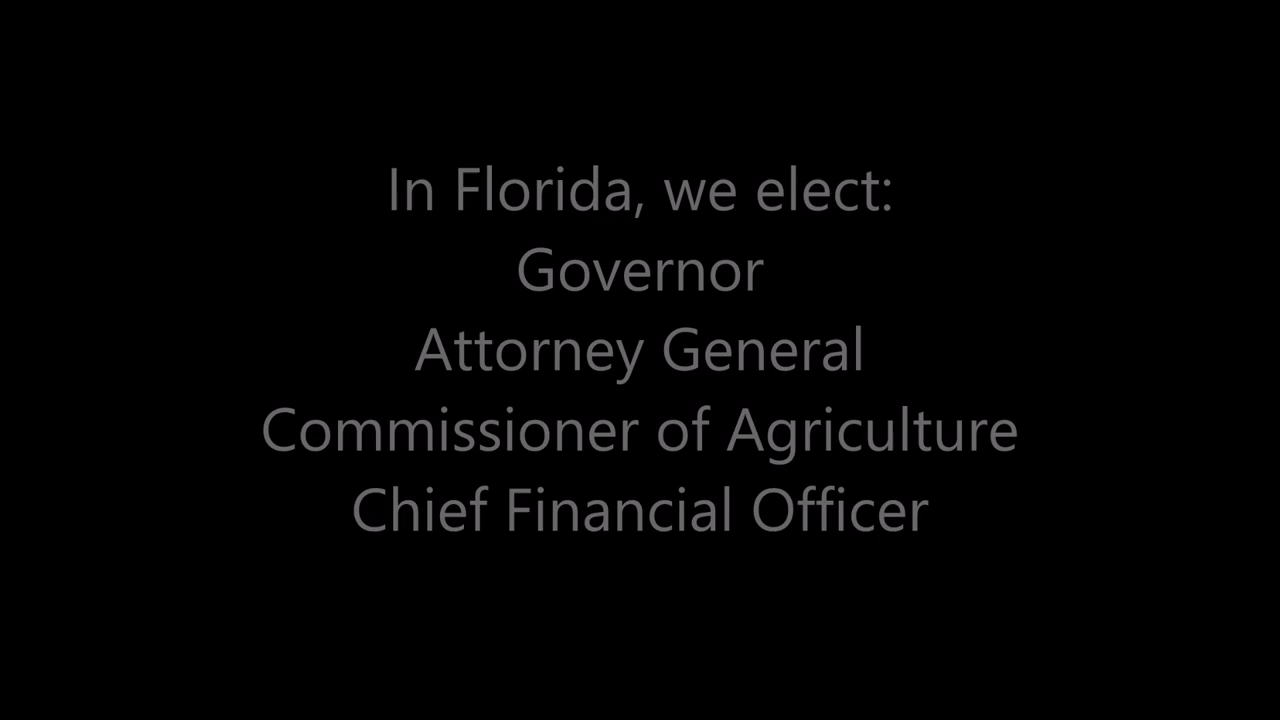 In Florida, we elect:
Governor
Attorney General
Commissioner of Agriculture
Chief Financial Officer